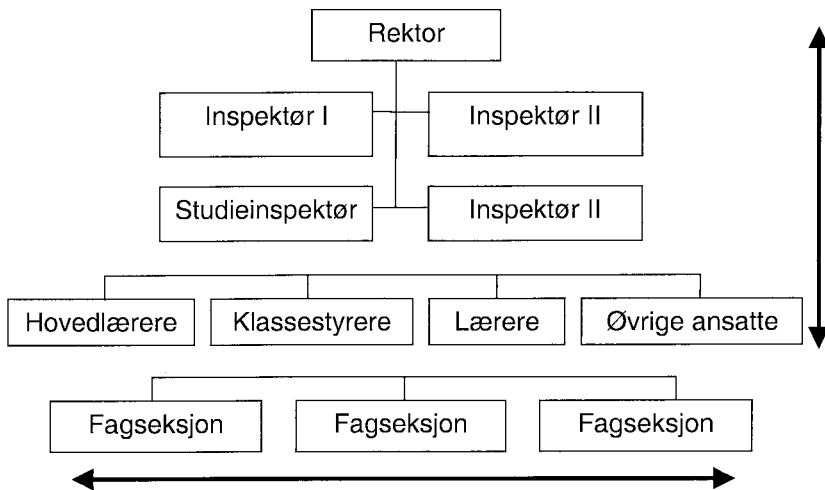 Rektor
Inspektør I
Inspektør II
Studieinspektør
Inspektør II
Hovedlærere
Klassestyrere
Lærere
Øvrige ansatte
Fagseksjon
Fagseksjon
Fagseksjon